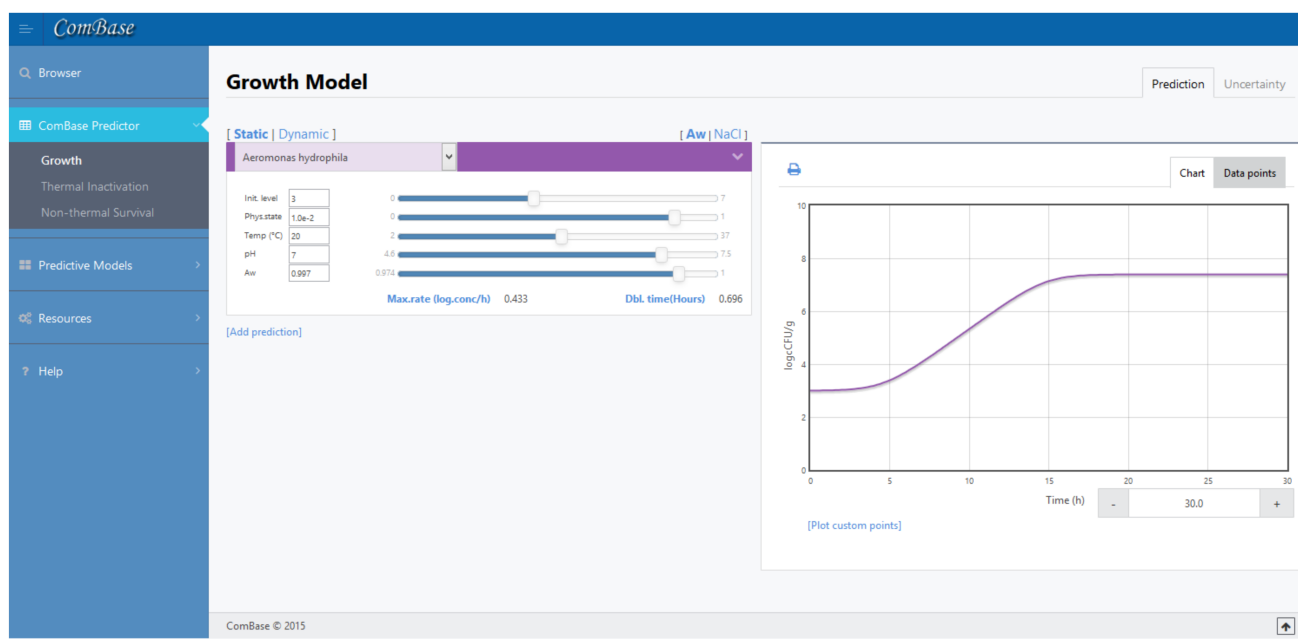 ComBase
Browser
ComBase Predictor
Growth
Thermal Inactivation
Non-thermal Survival
Predictive Models
Resources
? Help
Growth Model
Prediction Uncertainty
[ Static | Dynamic ] [ Aw | NaCl ]
Aeromonas hydrophila
Init. level 3 0 7
Phys.state 1.0e-2 0 1
Temp (°C) 20 2 37
pH 7 4.6 7.5
Aw 0.997 0.974 1
Max.rate (log.conc/h) 0.433 Dbl. time(Hours) 0.696
[Add prediction]
Chart Data points
10
8
6
4
2
0
logcCFU/g
0 5 10 15 20 25 30
Time (h) - 30.0 +
[Plot custom points]
ComBase © 2015